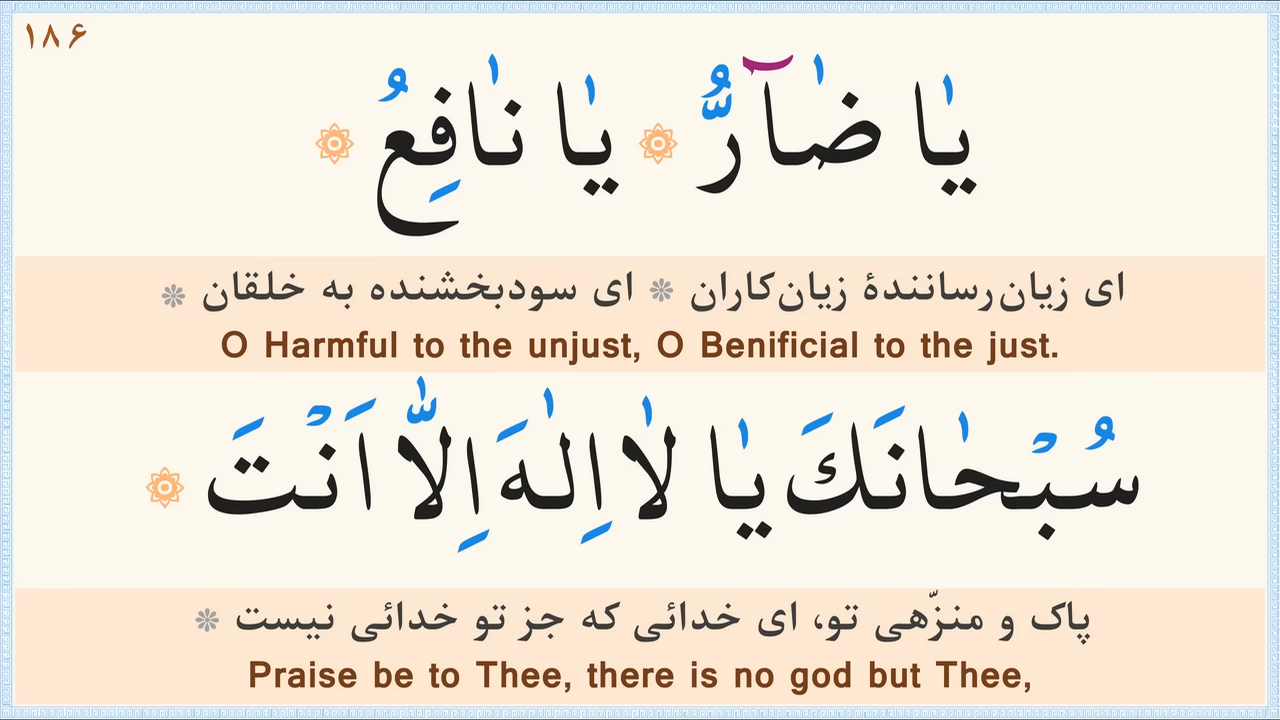 ۱۸۶
یٰا ضٰآرُّ ۞ یٰا نٰافِعُ ۞
ای زیان‌رسانندهٔ زیان‌کاران ❊ ای سودبخشنده به خلقان ❊
O Harmful to the unjust, O Benificial to the just.
سُبْحٰانَكَ یٰا لٰا اِلٰهَ اِلّٰا اَنْتَ ۞
پاک و منزّهی تو، ای خدائی که جز تو خدائی نیست ❊
Praise be to Thee, there is no god but Thee,